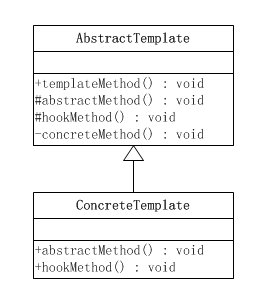 AbstractTemplate
+templateMethod() : void
#abstractMethod() : void
#hookMethod() : void
-concreteMethod() : void
ConcreteTemplate
+abstractMethod() : void
+hookMethod() : void